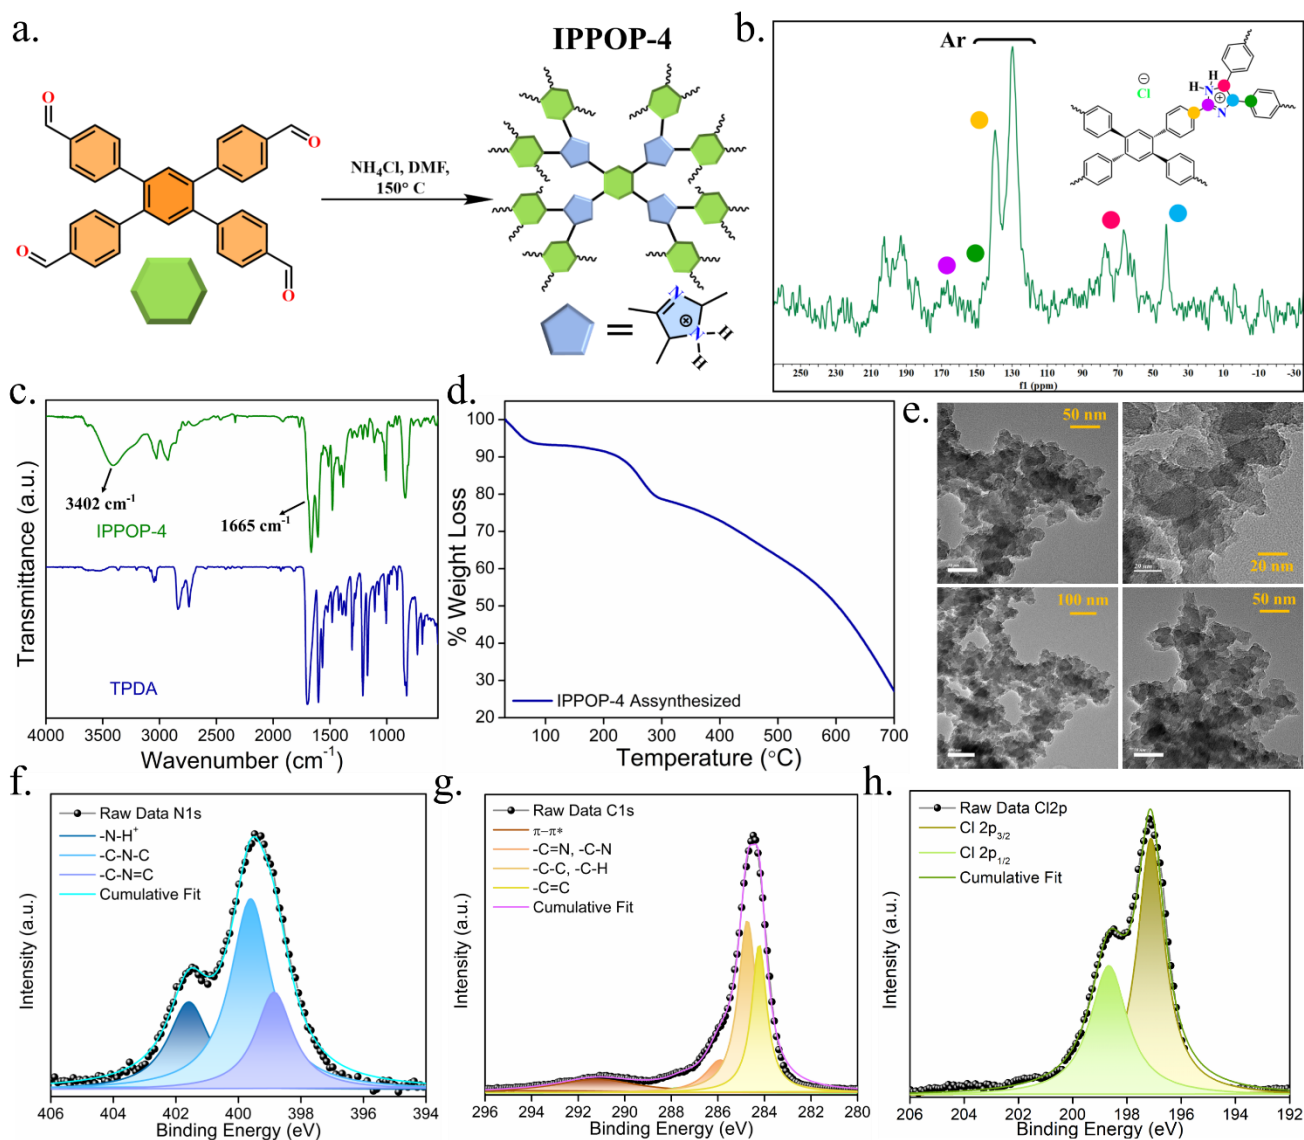 a.
IPPOP-4
O
O
O
O
NH₄Cl, DMF,
150° C
=
N
⊕
N
H
H
b.
Ar
⊖
Cl
H
H
N
⊕
N
250 210 170 150 130 110 90 70 50 30 10 -10 -30
f1 (ppm)
c.
Transmittance (a.u.)
3402 cm⁻¹
1665 cm⁻¹
IPPOP-4
TPDA
4000 3500 3000 2500 2000 1500 1000
Wavenumber (cm⁻¹)
d.
% Weight Loss
100
90
80
70
60
50
40
30
20
IPPOP-4 Assynthesized
0 100 200 300 400 500 600 700
Temperature (°C)
e.
50 nm
20 nm
20 nm
100 nm
50 nm
f.
Raw Data N1s
-N-H⁺
-C-N-C
-C-N=C
Cumulative Fit
Intensity (a.u.)
406 404 402 400 398 396 394
Binding Energy (eV)
g.
Raw Data C1s
π−π*
-C=N, -C-N
-C-C, -C-H
-C=C
Cumulative Fit
Intensity (a.u.)
296 294 292 290 288 286 284 282 280
Binding Energy (eV)
h.
Raw Data Cl2p
Cl 2p₃/₂
Cl 2p₁/₂
Cumulative Fit
Intensity (a.u.)
206 204 202 200 198 196 194 192
Binding Energy (eV)